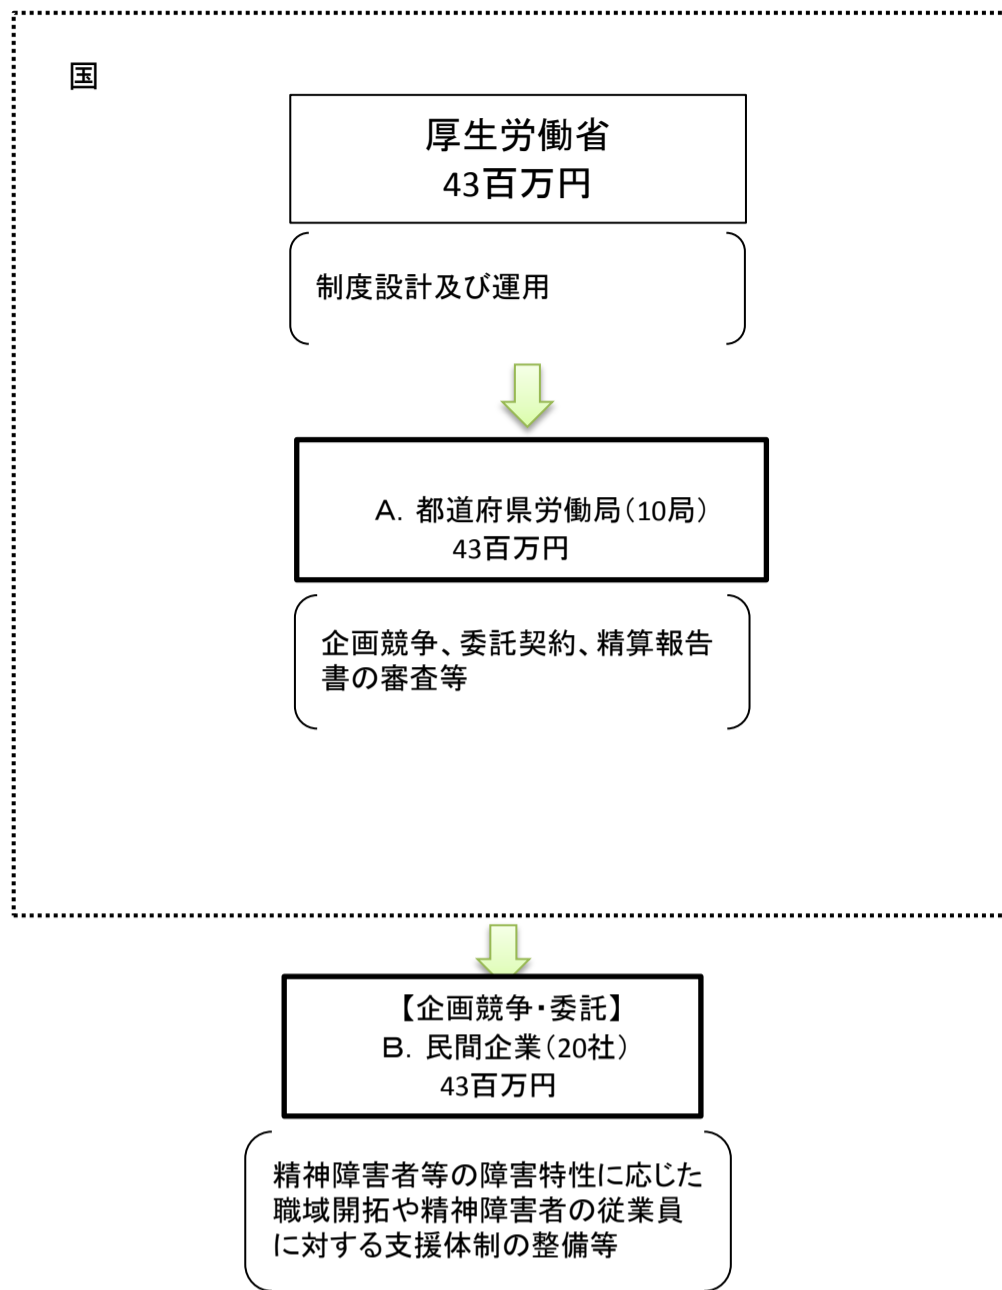 国
厚生労働省
43百万円
制度設計及び運用
A．都道府県労働局（10局）
43百万円
企画競争、委託契約、精算報告
書の審査等
【企画競争・委託】
B．民間企業（20社）
43百万円
精神障害者等の障害特性に応じた
職域開拓や精神障害者の従業員
に対する支援体制の整備等